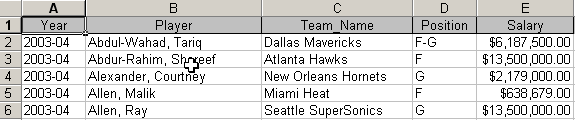 A B C D E
1 Year Player Team_Name Position Salary
2 2003-04 Abdul-Wahad, Tariq Dallas Mavericks F-G $6,187,500.00
3 2003-04 Abdur-Rahim, Shareef Atlanta Hawks F $13,500,000.00
4 2003-04 Alexander, Courtney New Orleans Hornets G $2,179,000.00
5 2003-04 Allen, Malik Miami Heat F $638,679.00
6 2003-04 Allen, Ray Seattle SuperSonics G $13,500,000.00